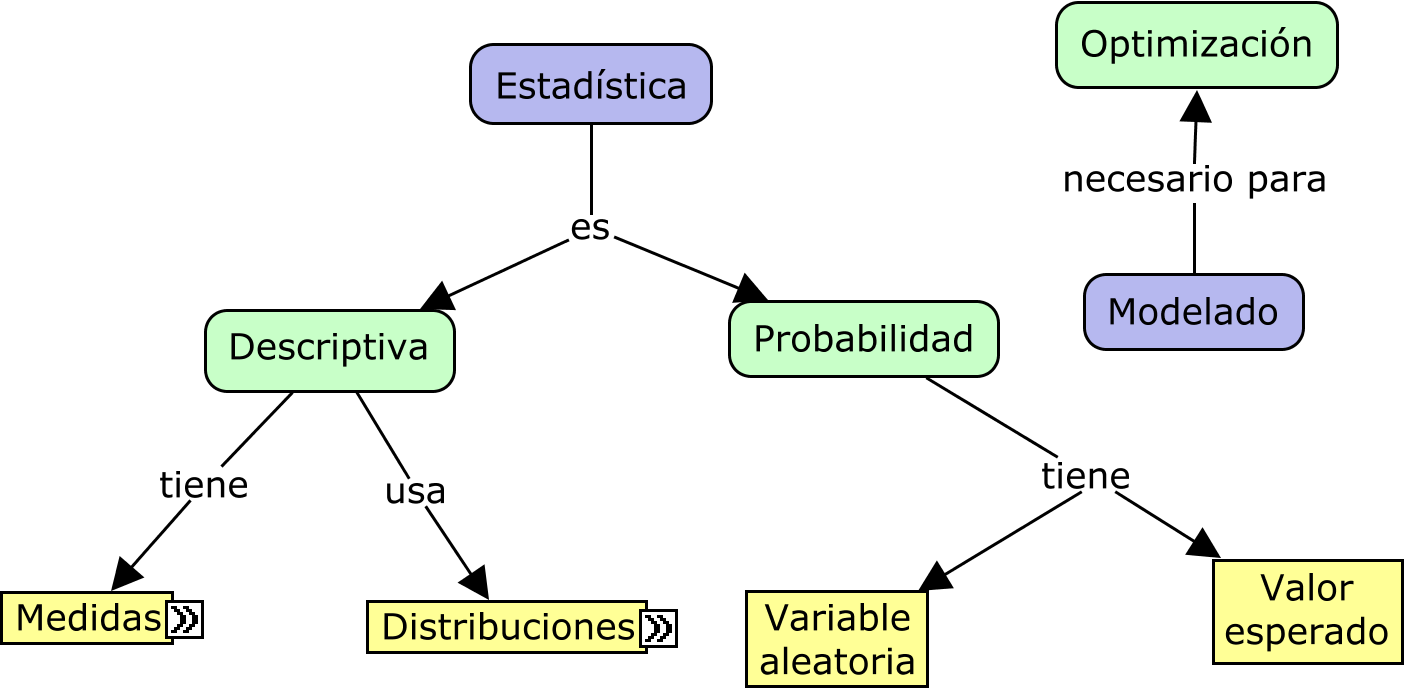 Optimización
Estadística
necesario para
es
Modelado
Descriptiva
Probabilidad
tiene
usa
tiene
Medidas
Distribuciones
Variable
aleatoria
Valor
esperado